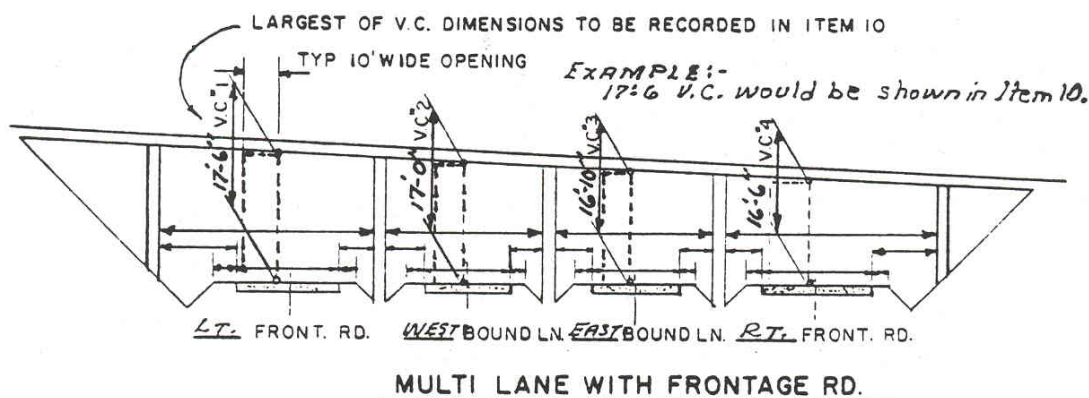 LARGEST OF V.C. DIMENSIONS TO BE RECORDED IN ITEM 10
TYP 10' WIDE OPENING
EXAMPLE:-
17'-6 V.C. would be shown in Item 10.
17'-6" V.C.#1
17'-0" V.C.#2
16'-10" V.C.#3
16'-6" V.C.#4
LT. FRONT. RD. WEST BOUND LN. EAST BOUND LN. RT. FRONT. RD.
MULTI LANE WITH FRONTAGE RD.